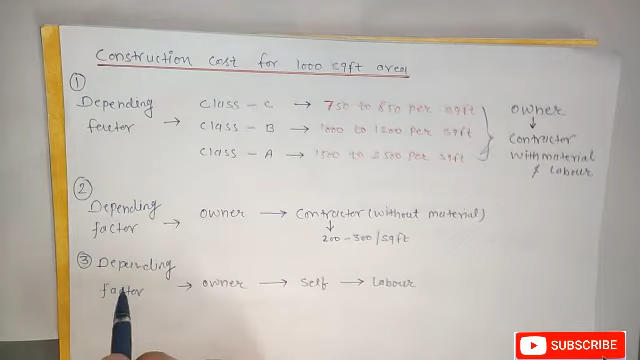 Construction cost for 1000 sqft area
①
Depending factor → Class - C → 750 to 850 per sqft
Class - B → 1000 to 1200 per sqft
Class - A → 1500 to 2500 per sqft
owner
↓
contractor
with material
& labour
②
Depending factor → owner → contractor (without material)
↓
200 - 300 / sqft
③ Depending factor → owner → self → labour
SUBSCRIBE